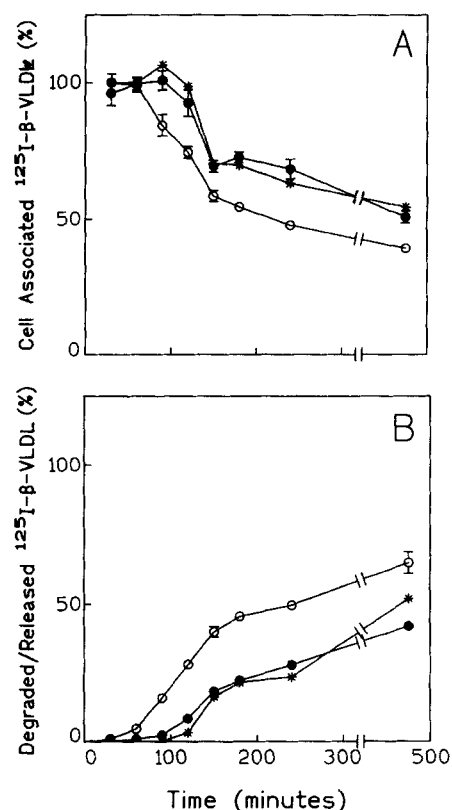 A
Cell Associated ¹²⁵I-β-VLDL (%)
100
50
0
B
Degraded/Released ¹²⁵I-β-VLDL (%)
100
50
0
0 100 200 300 500
Time (minutes)